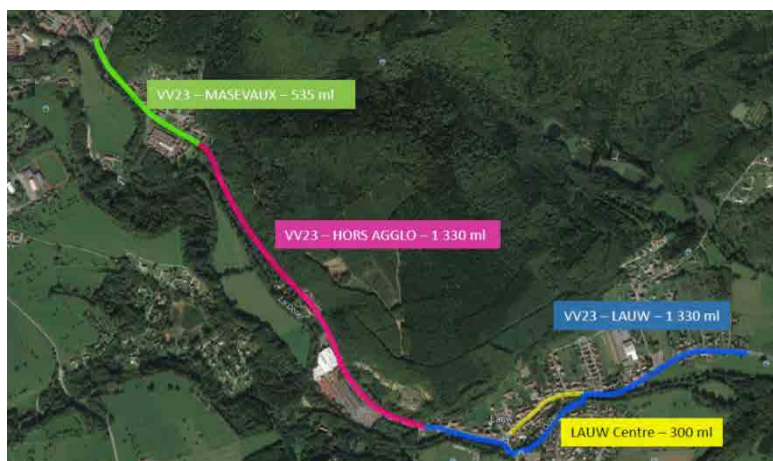 VV23 – MASEVAUX – 535 ml
VV23 – HORS AGGLO – 1 330 ml
VV23 – LAUW – 1 330 ml
Lauw
LAUW Centre – 300 ml